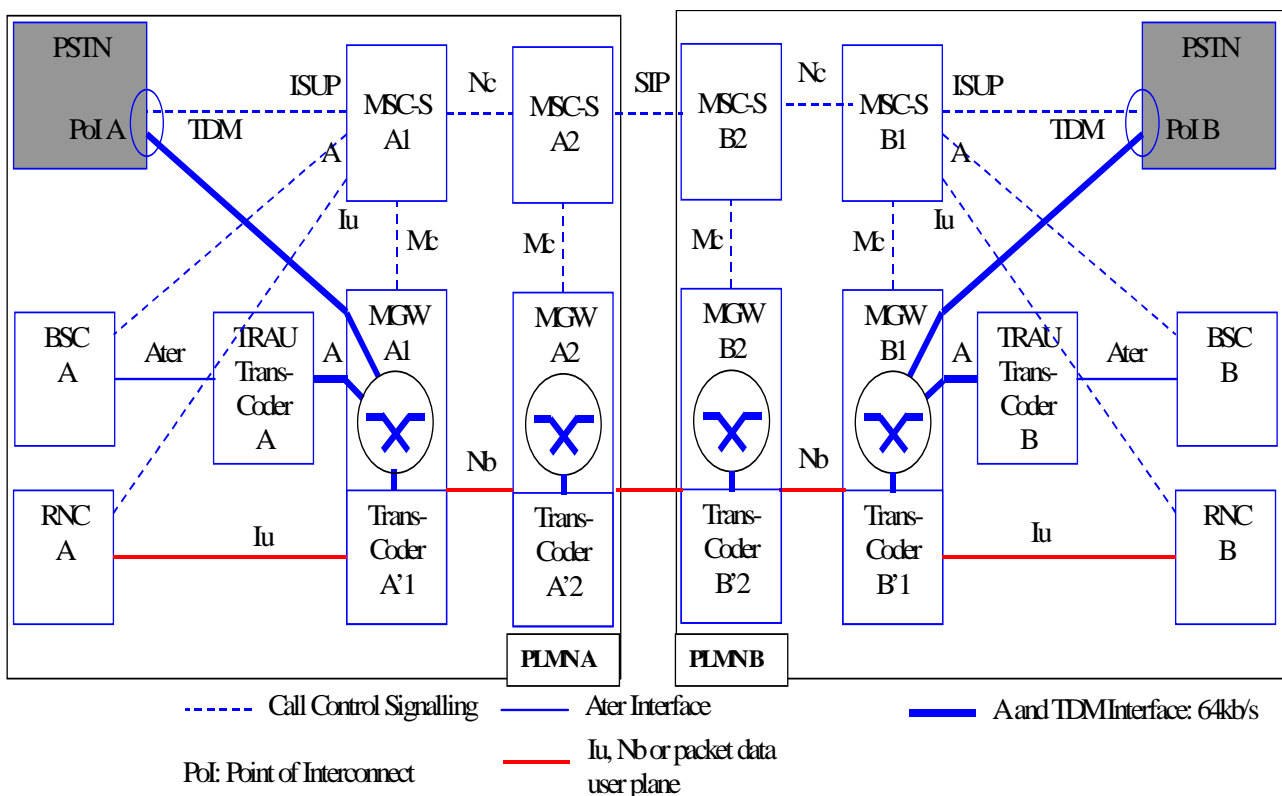 PSTN
PoI A
TDM
ISUP
MSC-S
A1
Nc
MSC-S
A2
SIP
MSC-S
B2
Nc
MSC-S
B1
ISUP
TDM
PSTN
PoI B
A
Iu
Mc
Mc
Mc
Mc
A
Iu
BSC
A
Ater
TRAU
Trans-
Coder
A
A
MGW
A1
MGW
A2
MGW
B2
MGW
B1
A
TRAU
Trans-
Coder
B
Ater
BSC
B
Nb
Nb
RNC
A
Iu
Trans-
Coder
A'1
Trans-
Coder
A'2
Trans-
Coder
B'2
Trans-
Coder
B'1
Iu
RNC
B
PLMN A
PLMN B
Call Control Signalling
Ater Interface
A and TDM Interface: 64kb/s
PoI: Point of Interconnect
Iu, Nb or packet data
user plane